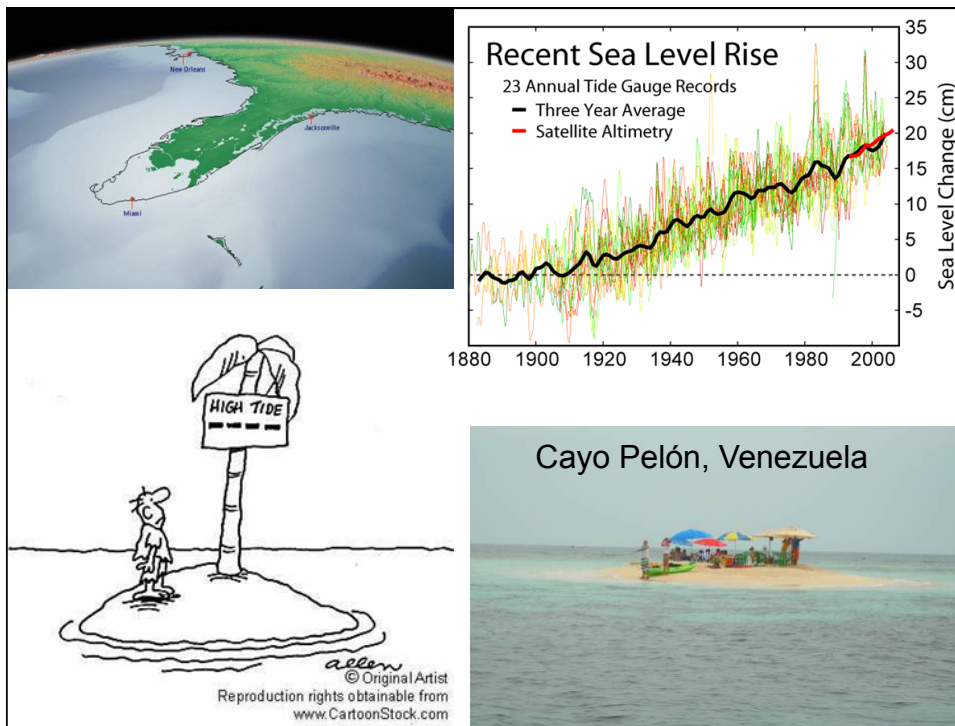 New Orleans
Jacksonville
Miami
Recent Sea Level Rise
23 Annual Tide Gauge Records
Three Year Average
Satellite Altimetry
35
30
25
20
15
10
5
0
-5
Sea Level Change (cm)
1880
1900
1920
1940
1960
1980
2000
HIGH TIDE
allen
© Original Artist
Reproduction rights obtainable from
www.CartoonStock.com
Cayo Pelón, Venezuela